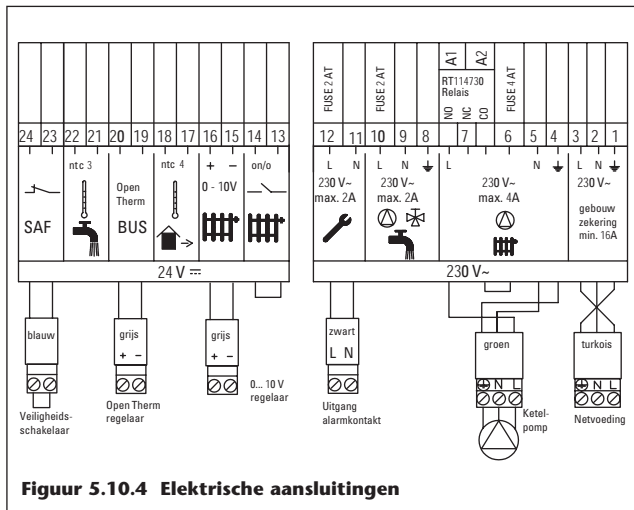 FUSE 2 AT
FUSE 2 AT
A1
A2
RT114730
Relais
NO
NC
CO
FUSE 4 AT
24 23 22 21 20 19 18 17 16 15 14 13
12 11 10 9 8 7 6 5 4 3 2 1
ntc 3
ntc 4
+ −
on/o
Open
Therm
0 - 10V
SAF
BUS
L N L N L N L N
230 V~
max. 2A
230 V~
max. 2A
230 V~
max. 4A
230 V~
gebouw
zekering
min. 16A
24 V
230 V~
blauw
grijs
+ −
grijs
+ −
zwart
L N
groen
N L
turkois
N L
Veiligheids-
schakelaar
Open Therm
regelaar
0... 10 V
regelaar
Uitgang
alarmkontakt
Ketel-
pomp
Netvoeding
Figuur 5.10.4 Elektrische aansluitingen